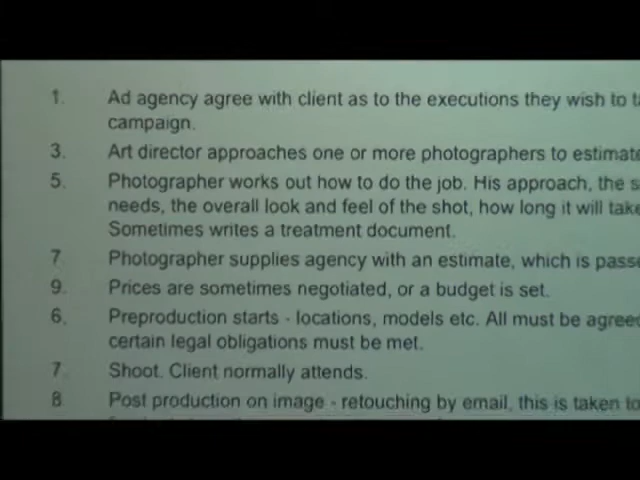 1. Ad agency agree with client as to the executions they wish to
campaign.
3. Art director approaches one or more photographers to estimate
5. Photographer works out how to do the job. His approach, the
needs, the overall look and feel of the shot, how long it will take
Sometimes writes a treatment document.
7 Photographer supplies agency with an estimate, which is
9. Prices are sometimes negotiated, or a budget is set.
6. Preproduction starts - locations, models etc. All must be agreed
certain legal obligations must be met.
7. Shoot. Client normally attends.
8 Post production on image - retouching by email, this is taken to